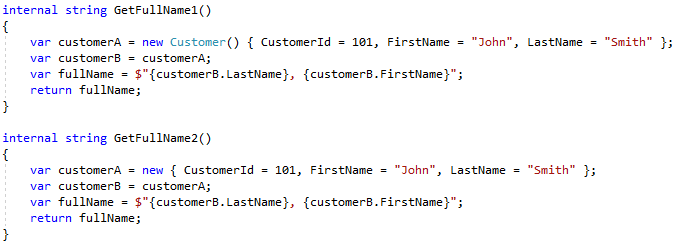 internal string GetFullName1()
{
    var customerA = new Customer() { CustomerId = 101, FirstName = "John", LastName = "Smith" };
    var customerB = customerA;
    var fullName = $"{customerB.LastName}, {customerB.FirstName}";
    return fullName;
}

internal string GetFullName2()
{
    var customerA = new { CustomerId = 101, FirstName = "John", LastName = "Smith" };
    var customerB = customerA;
    var fullName = $"{customerB.LastName}, {customerB.FirstName}";
    return fullName;
}